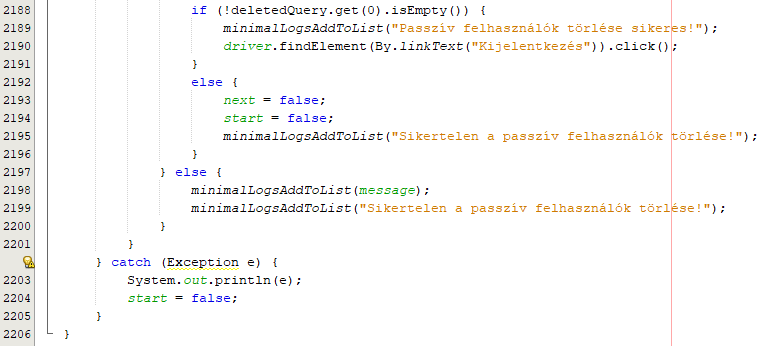 2188 if (!deletedQuery.get(0).isEmpty()) {
2189 minimalLogsAddToList("Passzív felhasználók törlése sikeres!");
2190 driver.findElement(By.linkText("Kijelentkezés")).click();
2191 }
2192 else {
2193 next = false;
2194 start = false;
2195 minimalLogsAddToList("Sikertelen a passzív felhasználók törlése!");
2196 }
2197 } else {
2198 minimalLogsAddToList(message);
2199 minimalLogsAddToList("Sikertelen a passzív felhasználók törlése!");
2200 }
2201 }
} catch (Exception e) {
2203 System.out.println(e);
2204 start = false;
2205 }
2206 }